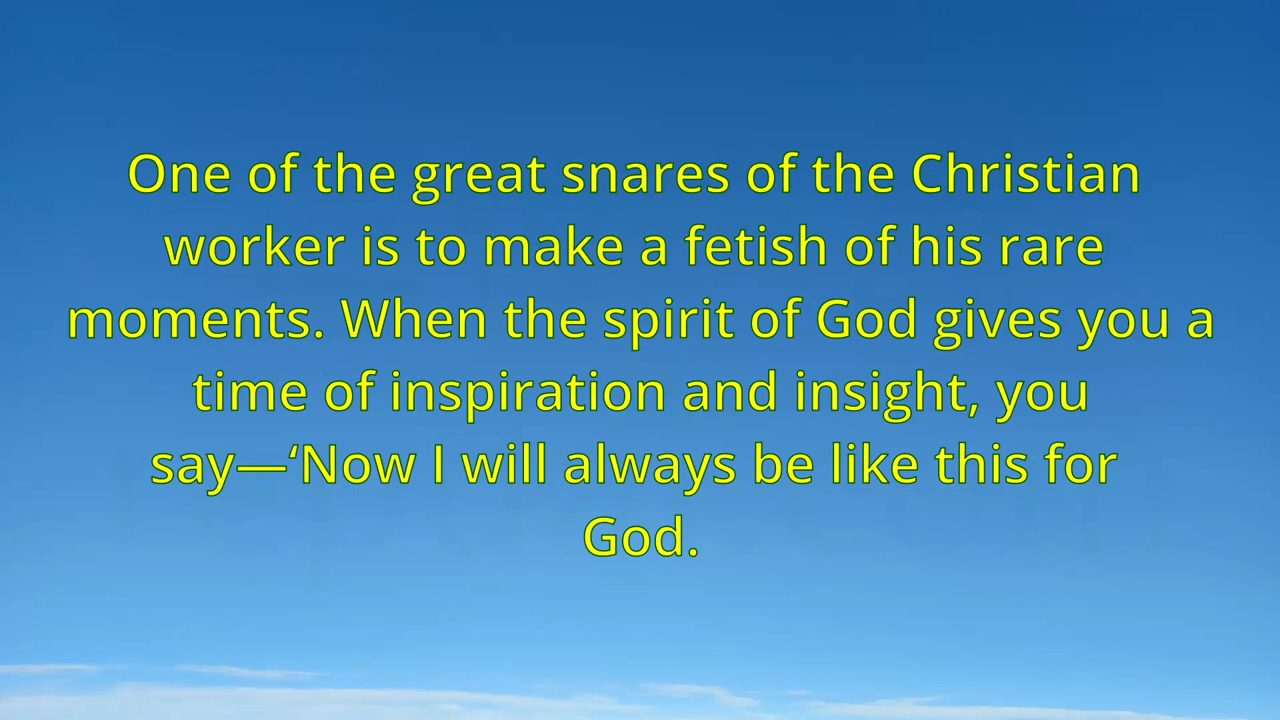 One of the great snares of the Christian
worker is to make a fetish of his rare
moments. When the spirit of God gives you a
time of inspiration and insight, you
say—‘Now I will always be like this for
God.